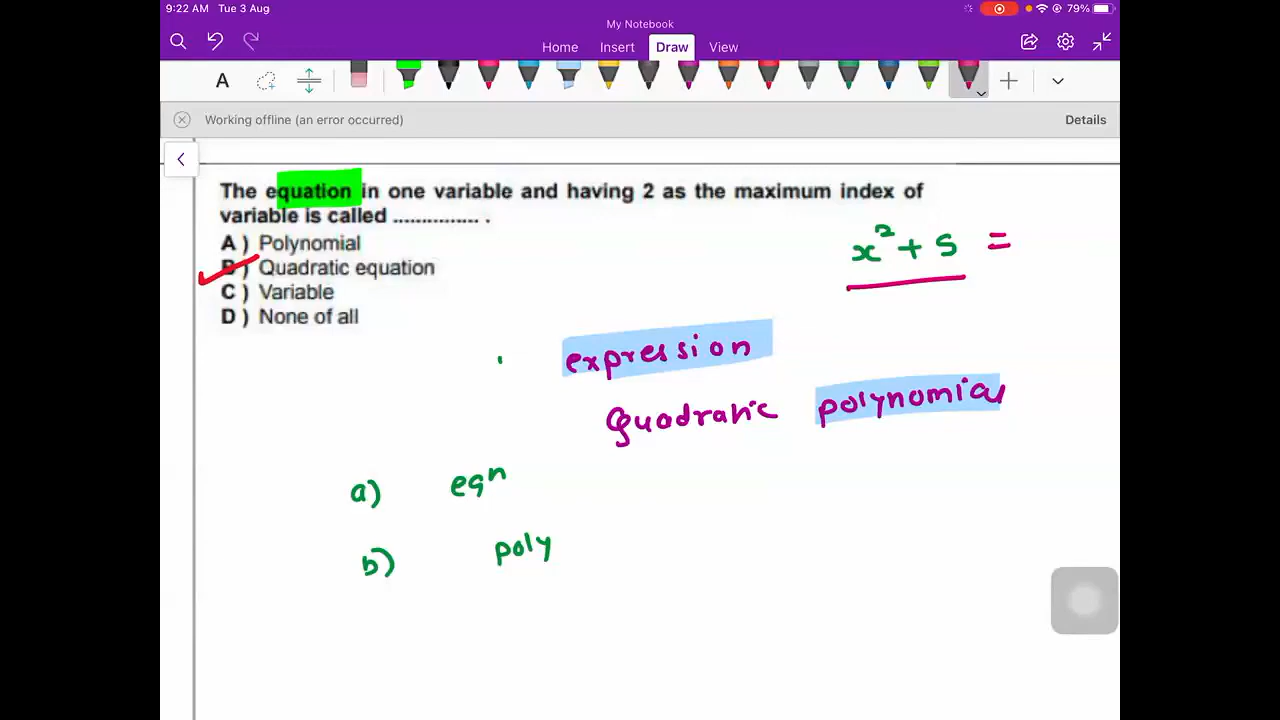 9:22 AM Tue 3 Aug
79%
My Notebook
Home Insert Draw View
A
Working offline (an error occurred)
Details
The equation in one variable and having 2 as the maximum index of
variable is called ............... .
A ) Polynomial
B ) Quadratic equation
C ) Variable
D ) None of all
x² + 5 =
expression
Quadratic polynomial
a) eqn
b) poly